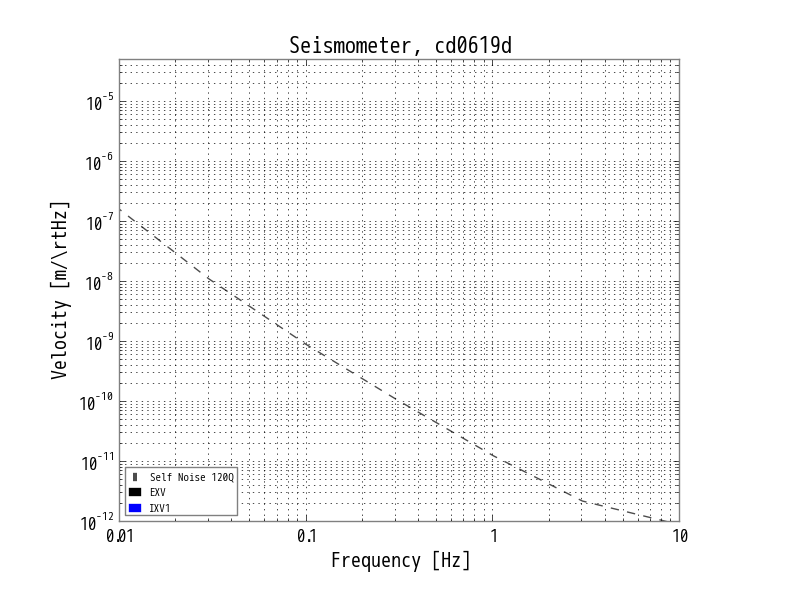 Seismometer, cd0619d
Velocity [m/\rtHz]
10^-5
10^-6
10^-7
10^-8
10^-9
10^-10
10^-11
10^-12
Self Noise 120Q
EXV
IXV1
0.01 0.1 1 10
Frequency [Hz]